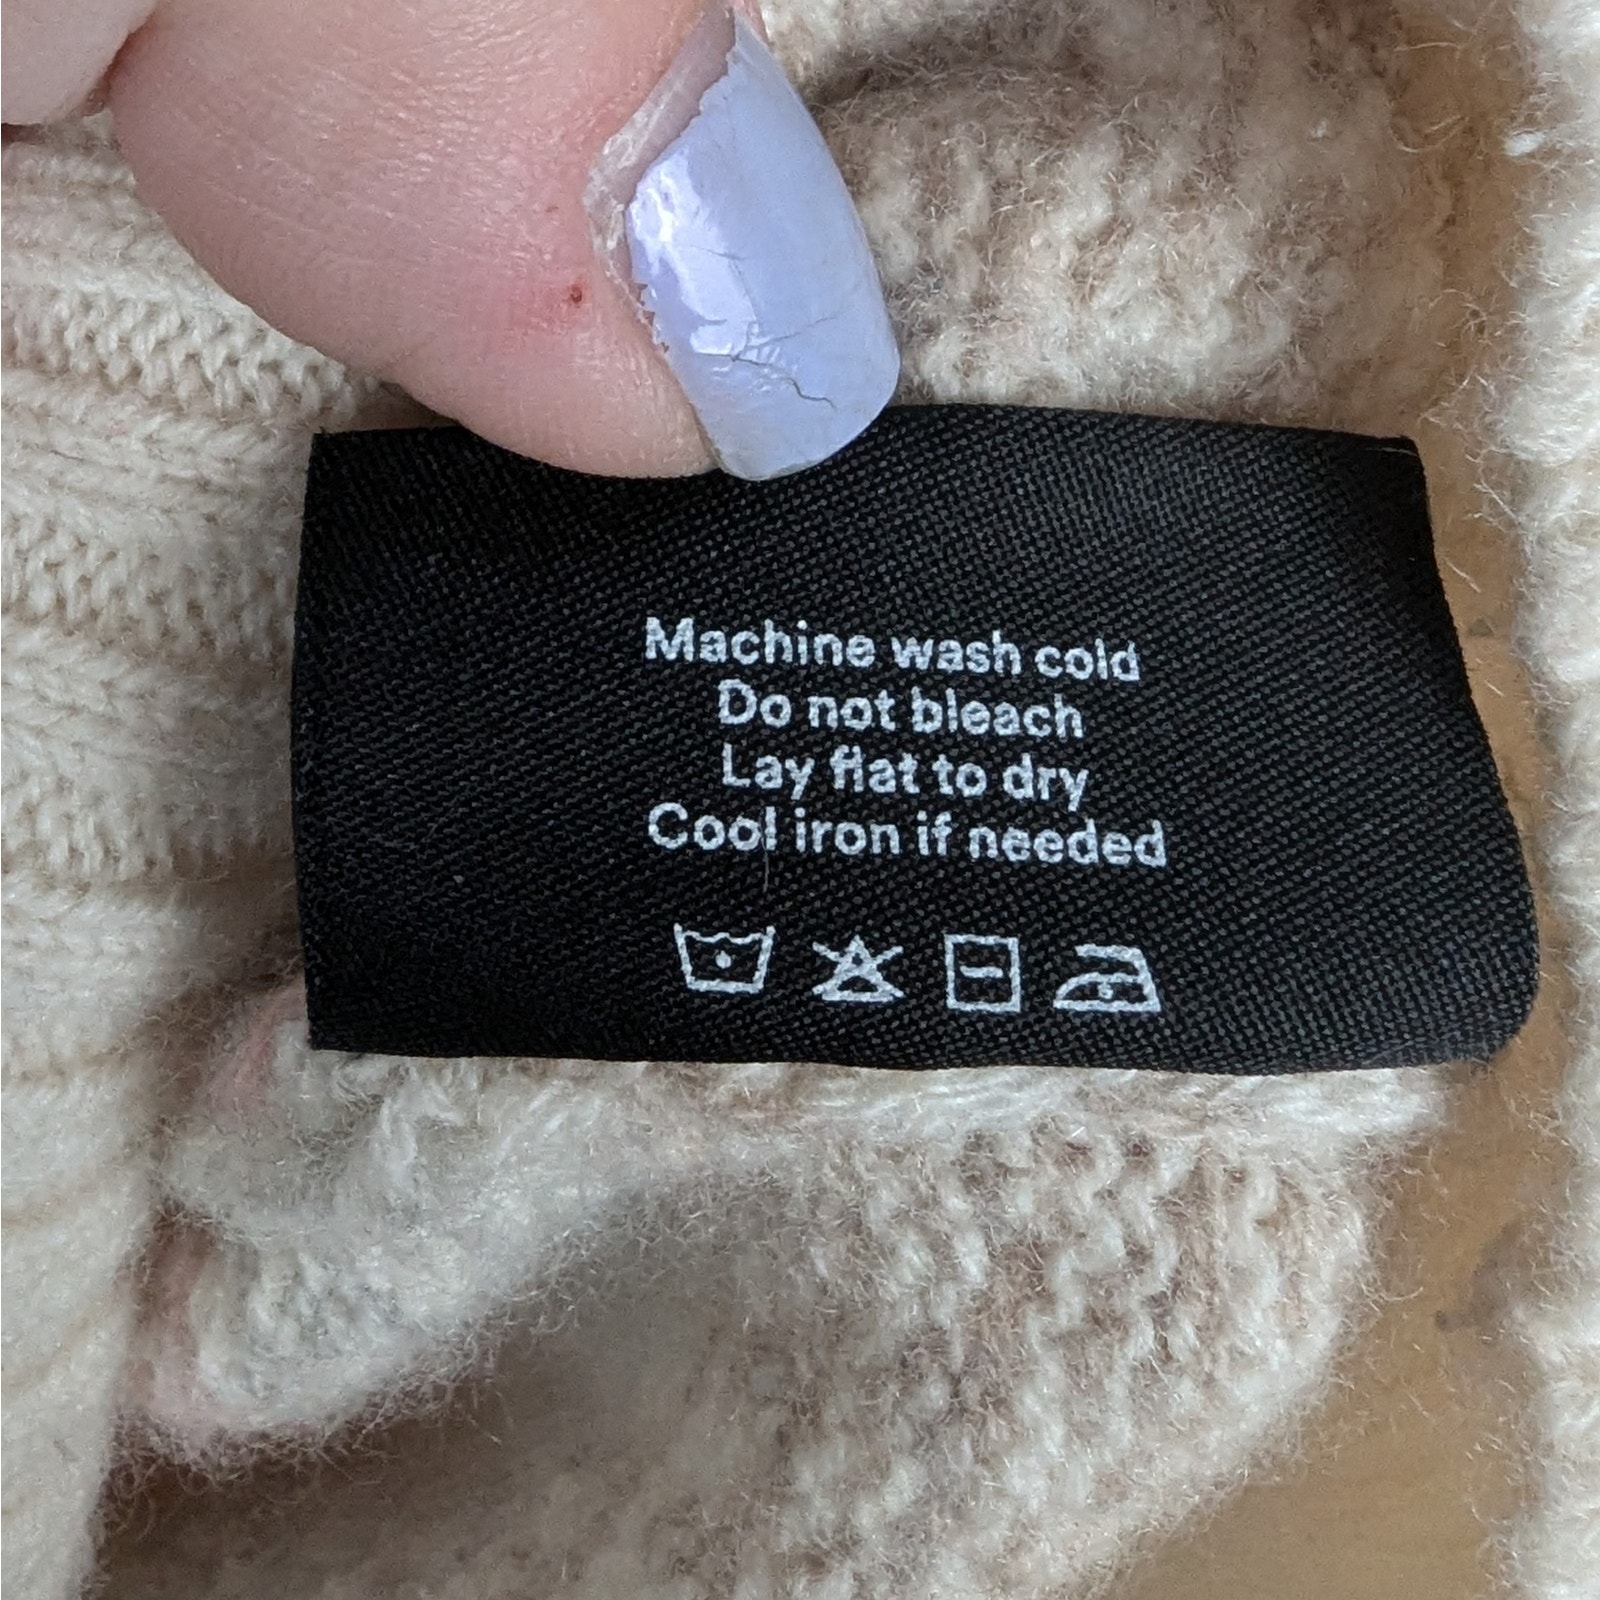 Machine wash cold
Do not bleach
Lay flat to dry
Cool iron if needed